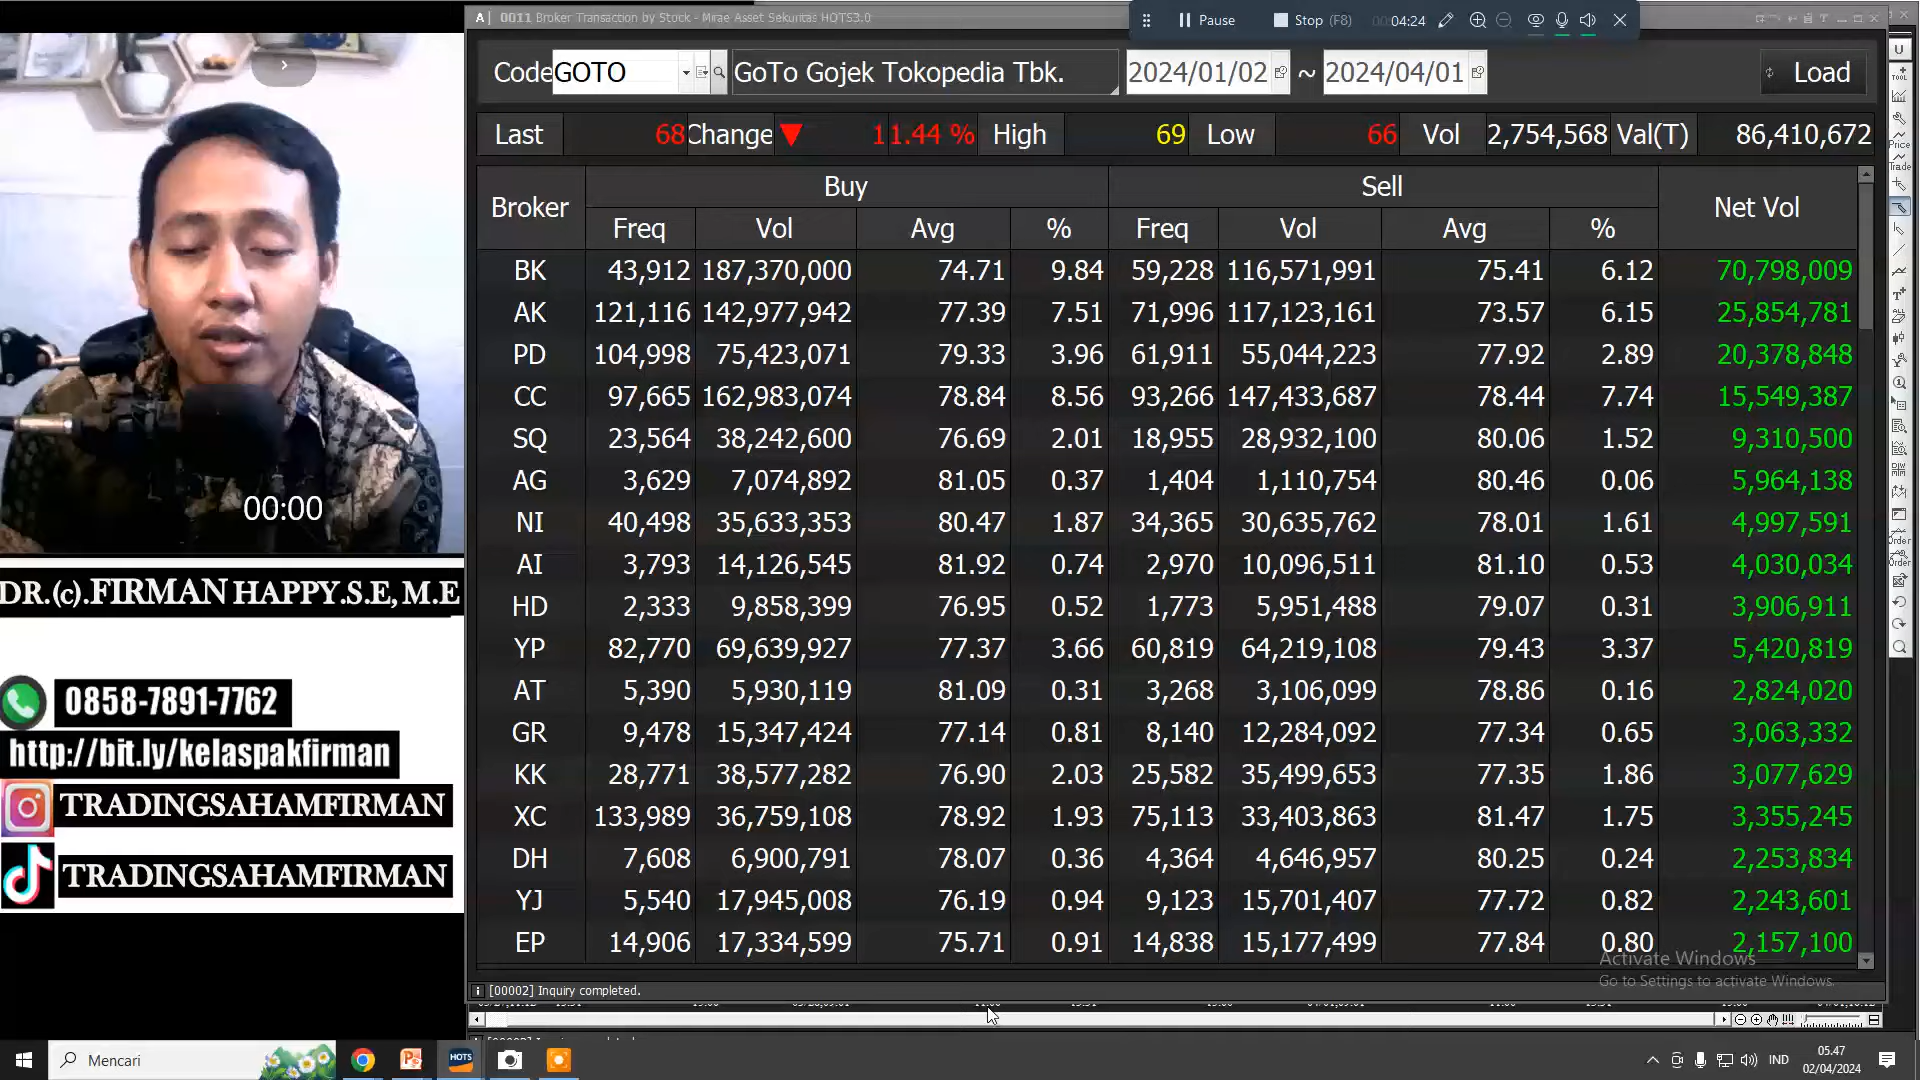 0011 Broker Transaction by Stock - Mirae Asset Sekuritas HOTS3.0
Pause Stop (F8) 00:04:24
Code GOTO GoTo Gojek Tokopedia Tbk. 2024/01/02 ~ 2024/04/01 Load
Last 68 Change ▼ 1 1.44 % High 69 Low 66 Vol 2,754,568 Val(T) 86,410,672
Broker Buy Sell Net Vol
Freq Vol Avg % Freq Vol Avg %
BK 43,912 187,370,000 74.71 9.84 59,228 116,571,991 75.41 6.12 70,798,009
AK 121,116 142,977,942 77.39 7.51 71,996 117,123,161 73.57 6.15 25,854,781
PD 104,998 75,423,071 79.33 3.96 61,911 55,044,223 77.92 2.89 20,378,848
CC 97,665 162,983,074 78.84 8.56 93,266 147,433,687 78.44 7.74 15,549,387
SQ 23,564 38,242,600 76.69 2.01 18,955 28,932,100 80.06 1.52 9,310,500
AG 3,629 7,074,892 81.05 0.37 1,404 1,110,754 80.46 0.06 5,964,138
NI 40,498 35,633,353 80.47 1.87 34,365 30,635,762 78.01 1.61 4,997,591
AI 3,793 14,126,545 81.92 0.74 2,970 10,096,511 81.10 0.53 4,030,034
HD 2,333 9,858,399 76.95 0.52 1,773 5,951,488 79.07 0.31 3,906,911
YP 82,770 69,639,927 77.37 3.66 60,819 64,219,108 79.43 3.37 5,420,819
AT 5,390 5,930,119 81.09 0.31 3,268 3,106,099 78.86 0.16 2,824,020
GR 9,478 15,347,424 77.14 0.81 8,140 12,284,092 77.34 0.65 3,063,332
KK 28,771 38,577,282 76.90 2.03 25,582 35,499,653 77.35 1.86 3,077,629
XC 133,989 36,759,108 78.92 1.93 75,113 33,403,863 81.47 1.75 3,355,245
DH 7,608 6,900,791 78.07 0.36 4,364 4,646,957 80.25 0.24 2,253,834
YJ 5,540 17,945,008 76.19 0.94 9,123 15,701,407 77.72 0.82 2,243,601
EP 14,906 17,334,599 75.71 0.91 14,838 15,177,499 77.84 0.80 2,157,100
[00002] Inquiry completed.
Activate Windows
Go to Settings to activate Windows.
00:00
DR.(c).FIRMAN HAPPY.S.E, M.E
0858-7891-7762
http://bit.ly/kelaspakfirman
TRADINGSAHAMFIRMAN
TRADINGSAHAMFIRMAN
Mencari
HOTS
IND
05.47
02/04/2024